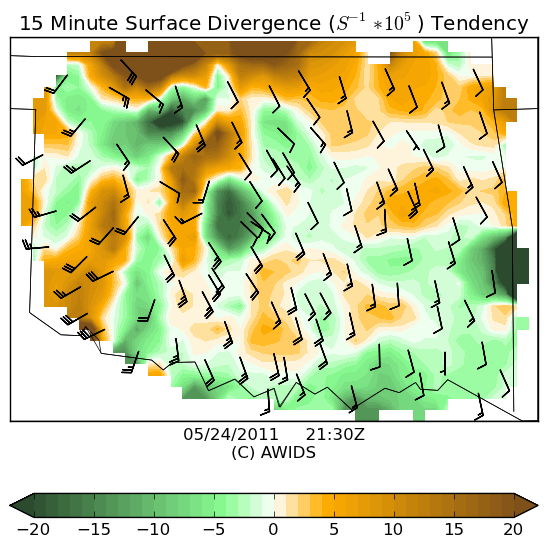 15 Minute Surface Divergence (S⁻¹ *10⁵ ) Tendency
05/24/2011 21:30Z
(C) AWIDS
−20 −15 −10 −5 0 5 10 15 20